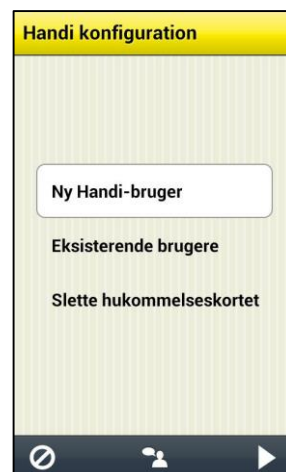 Handi konfiguration
Ny Handi-bruger
Eksisterende brugere
Slette hukommelseskortet